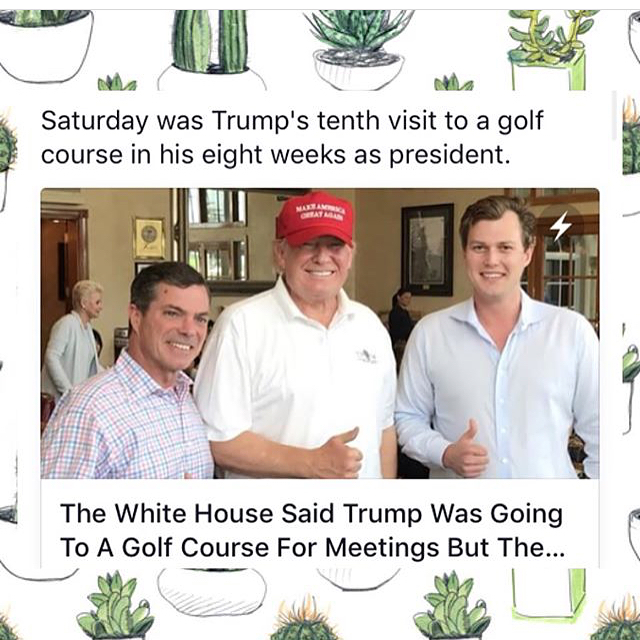 Saturday was Trump's tenth visit to a golf
course in his eight weeks as president.
MAKE AMERICA
GREAT AGAIN
The White House Said Trump Was Going
To A Golf Course For Meetings But The...